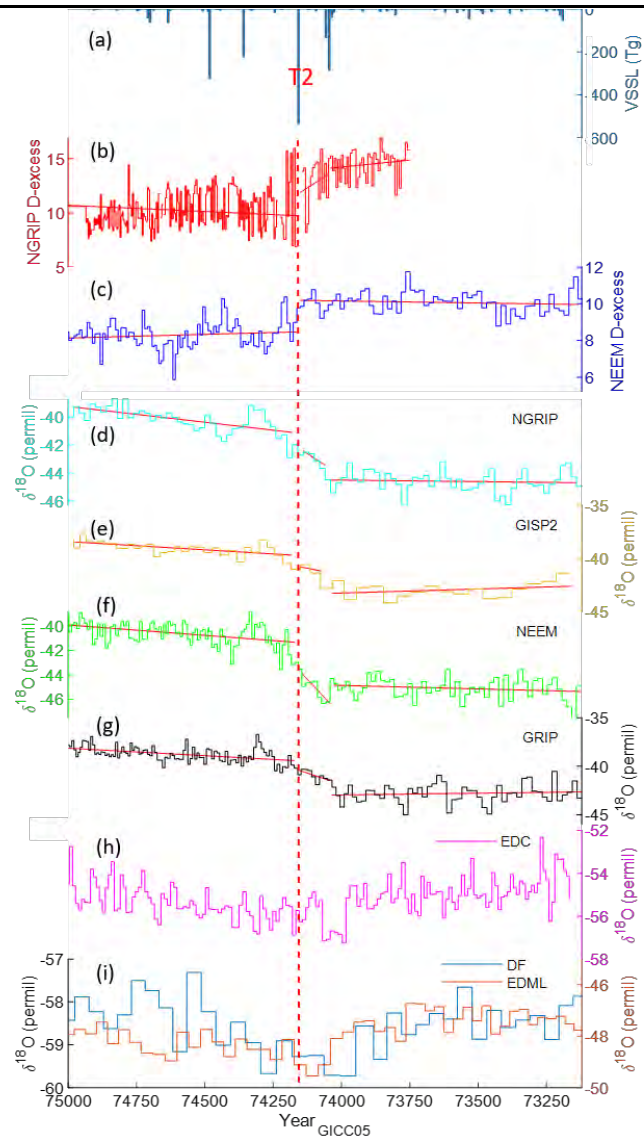 (a)
0
200
400
600
VSSL (Tg)
T2
(b)
15
10
5
NGRIP D-excess
(c)
12
10
8
6
NEEM D-excess
(d)
NGRIP
-40
-42
-44
-46
δ18O (permil)
(e)
GISP2
-35
-40
-45
δ18O (permil)
(f)
NEEM
-40
-42
-44
-46
δ18O (permil)
(g)
GRIP
-35
-40
-45
δ18O (permil)
(h)
EDC
-52
-54
-56
-58
δ18O (permil)
(i)
DF
EDML
-57
-58
-59
-60
δ18O (permil)
-46
-48
-50
δ18O (permil)
75000 74750 74500 74250 74000 73750 73500 73250
Year GICC05